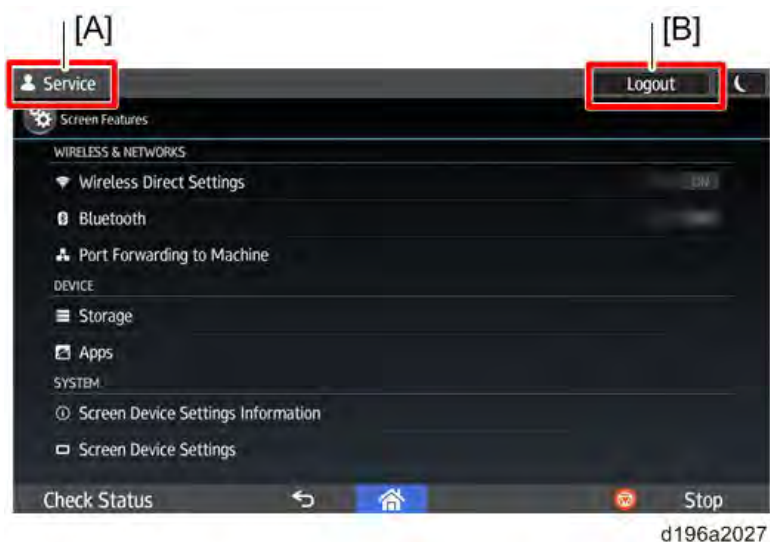 [A] [B]
Service Logout
Screen Features
WIRELESS & NETWORKS
Wireless Direct Settings ON
Bluetooth
Port Forwarding to Machine
DEVICE
Storage
Apps
SYSTEM
Screen Device Settings Information
Screen Device Settings
Check Status Stop
d196a2027